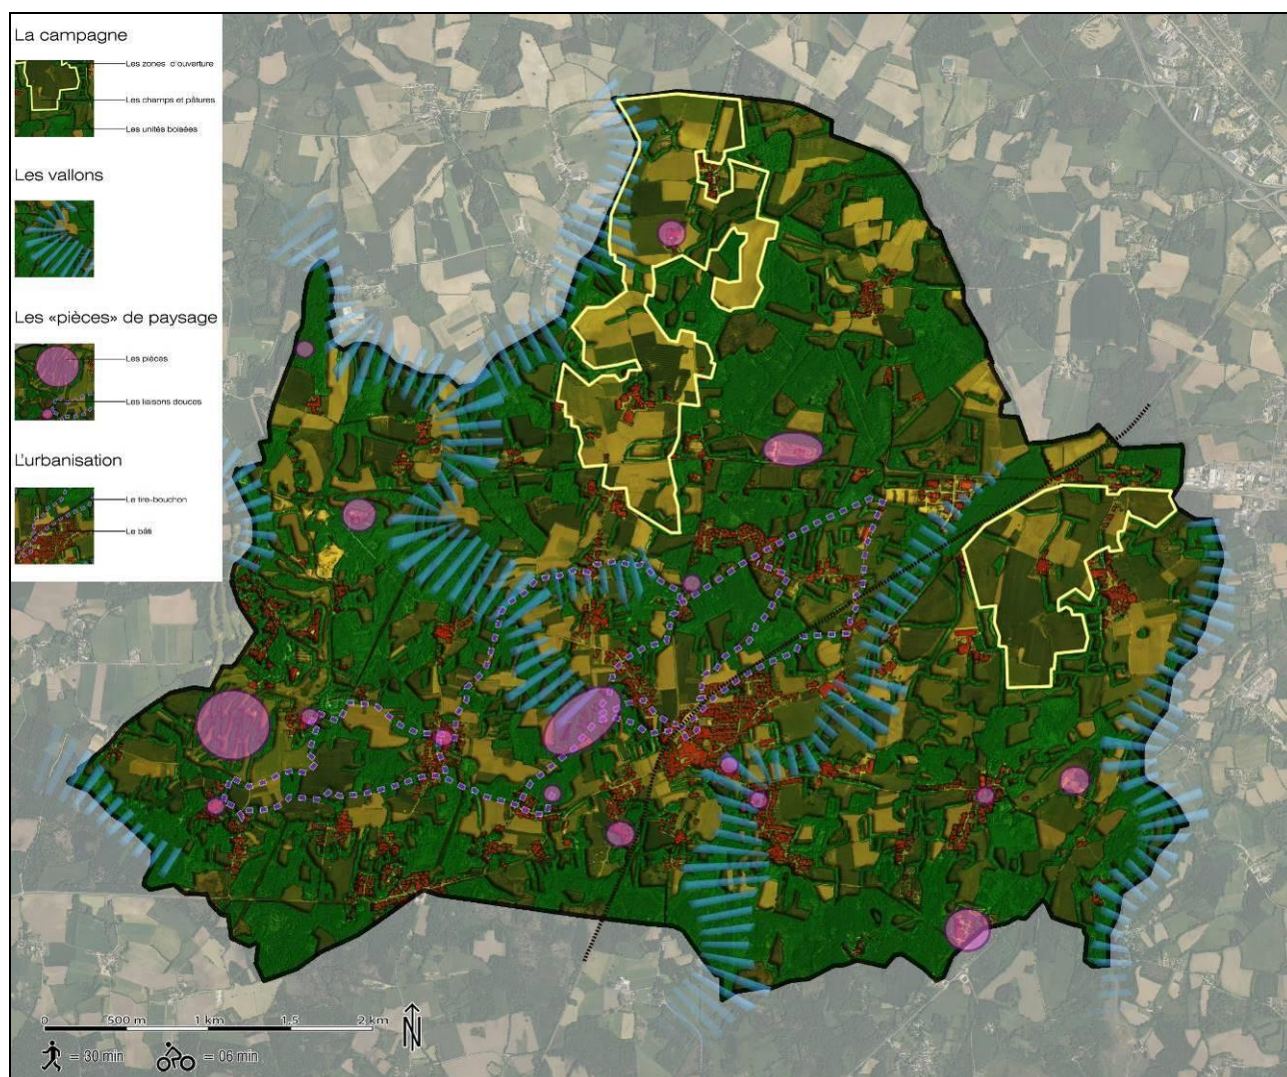 La campagne
Les zones d'ouverture
Les champs et pâtures
Les unités boisées
Les vallons
Les «pièces» de paysage
Les pièces
Les liaisons douces
L'urbanisation
Le tire-bouchon
Le bâti
0 500 m 1 km 1.5 2 km
N
= 30 min = 06 min